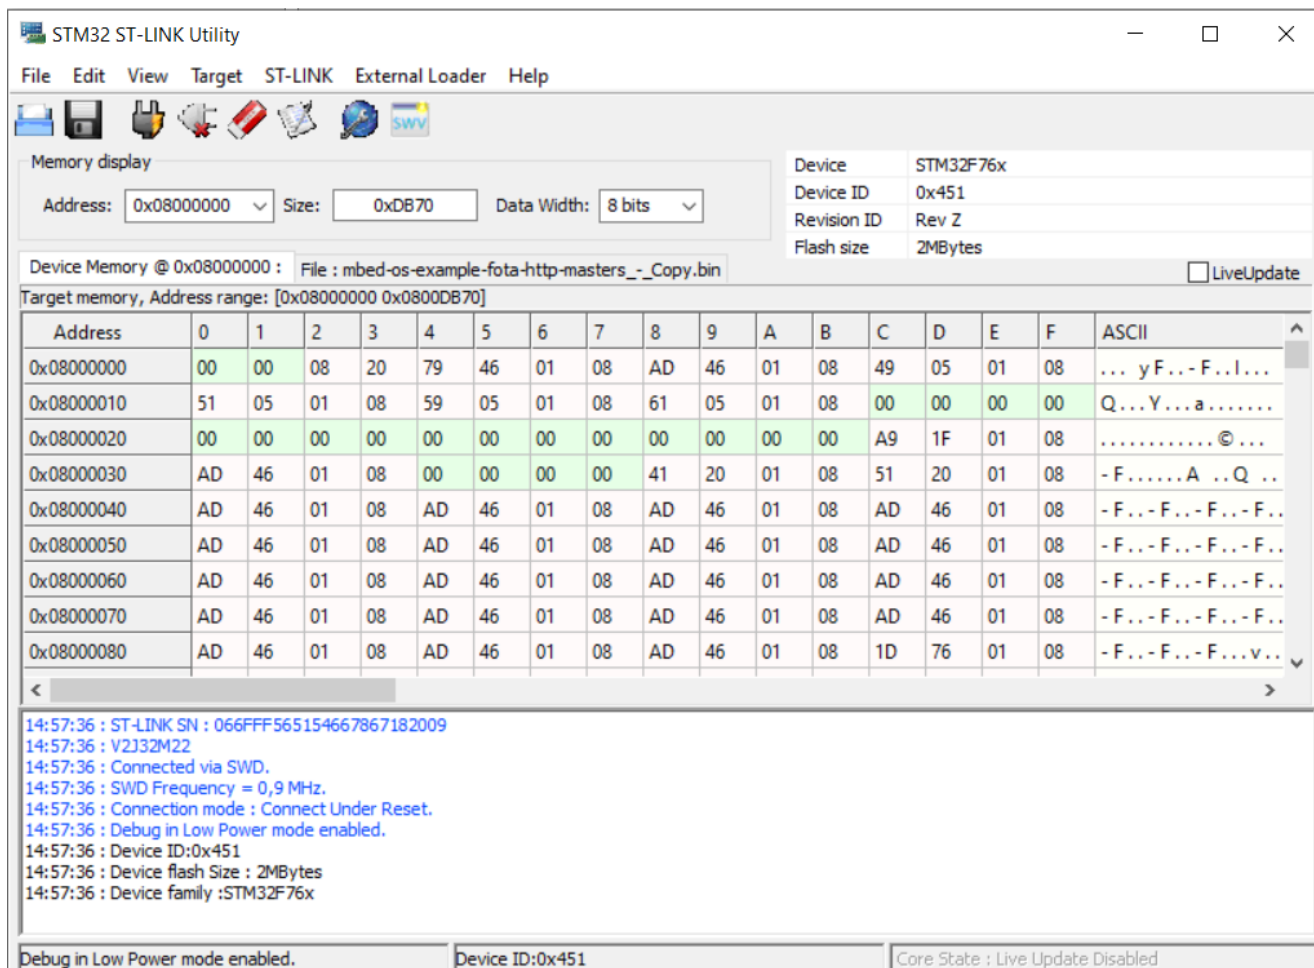 STM32 ST-LINK Utility
File Edit View Target ST-LINK External Loader Help
SWV
Memory display
Address: 0x08000000 Size: 0xDB70 Data Width: 8 bits
Device STM32F76x
Device ID 0x451
Revision ID Rev Z
Flash size 2MBytes
Device Memory @ 0x08000000 : File : mbed-os-example-fota-http-masters_-_Copy.bin LiveUpdate
Target memory, Address range: [0x08000000 0x0800DB70]
Address 0 1 2 3 4 5 6 7 8 9 A B C D E F ASCII
0x08000000 00 00 08 20 79 46 01 08 AD 46 01 08 49 05 01 08 ... yF..-F..I...
0x08000010 51 05 01 08 59 05 01 08 61 05 01 08 00 00 00 00 Q...Y...a.......
0x08000020 00 00 00 00 00 00 00 00 00 00 00 00 A9 1F 01 08 ............©...
0x08000030 AD 46 01 08 00 00 00 00 41 20 01 08 51 20 01 08 -F......A ..Q ..
0x08000040 AD 46 01 08 AD 46 01 08 AD 46 01 08 AD 46 01 08 -F..-F..-F..-F..
0x08000050 AD 46 01 08 AD 46 01 08 AD 46 01 08 AD 46 01 08 -F..-F..-F..-F..
0x08000060 AD 46 01 08 AD 46 01 08 AD 46 01 08 AD 46 01 08 -F..-F..-F..-F..
0x08000070 AD 46 01 08 AD 46 01 08 AD 46 01 08 AD 46 01 08 -F..-F..-F..-F..
0x08000080 AD 46 01 08 AD 46 01 08 AD 46 01 08 1D 76 01 08 -F..-F..-F...v..
14:57:36 : ST-LINK SN : 066FFF565154667867182009
14:57:36 : V2J32M22
14:57:36 : Connected via SWD.
14:57:36 : SWD Frequency = 0,9 MHz.
14:57:36 : Connection mode : Connect Under Reset.
14:57:36 : Debug in Low Power mode enabled.
14:57:36 : Device ID:0x451
14:57:36 : Device flash Size : 2MBytes
14:57:36 : Device family :STM32F76x
Debug in Low Power mode enabled. Device ID:0x451 Core State : Live Update Disabled